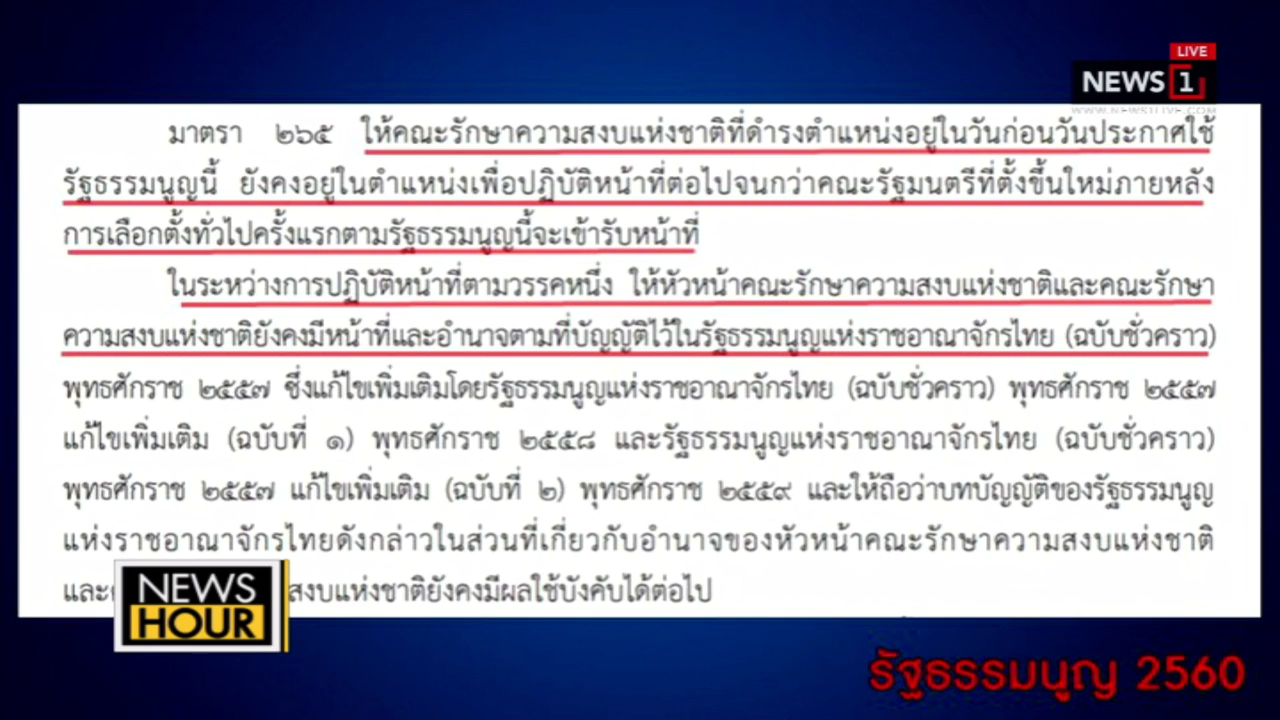 LIVE
NEWS 1
WWW.NEWS1LIVE.COM
มาตรา ๒๖๕ ให้คณะรักษาความสงบแห่งชาติที่ดำรงตำแหน่งอยู่ในวันก่อนวันประกาศใช้
รัฐธรรมนูญนี้ ยังคงอยู่ในตำแหน่งเพื่อปฏิบัติหน้าที่ต่อไปจนกว่าคณะรัฐมนตรีที่ตั้งขึ้นใหม่ภายหลัง
การเลือกตั้งทั่วไปครั้งแรกตามรัฐธรรมนูญนี้จะเข้ารับหน้าที่
ในระหว่างการปฏิบัติหน้าที่ตามวรรคหนึ่ง ให้หัวหน้าคณะรักษาความสงบแห่งชาติและคณะรักษา
ความสงบแห่งชาติยังคงมีหน้าที่และอำนาจตามที่บัญญัติไว้ในรัฐธรรมนูญแห่งราชอาณาจักรไทย (ฉบับชั่วคราว)
พุทธศักราช ๒๕๕๗ ซึ่งแก้ไขเพิ่มเติมโดยรัฐธรรมนูญแห่งราชอาณาจักรไทย (ฉบับชั่วคราว) พุทธศักราช ๒๕๕๗
แก้ไขเพิ่มเติม (ฉบับที่ ๑) พุทธศักราช ๒๕๕๘ และรัฐธรรมนูญแห่งราชอาณาจักรไทย (ฉบับชั่วคราว)
พุทธศักราช ๒๕๕๗ แก้ไขเพิ่มเติม (ฉบับที่ ๒) พุทธศักราช ๒๕๕๙ และให้ถือว่าบทบัญญัติของรัฐธรรมนูญ
แห่งราชอาณาจักรไทยดังกล่าวในส่วนที่เกี่ยวกับอำนาจของหัวหน้าคณะรักษาความสงบแห่งชาติ
และ สงบแห่งชาติยังคงมีผลใช้บังคับได้ต่อไป
NEWS
HOUR
รัฐธรรมนูญ 2560